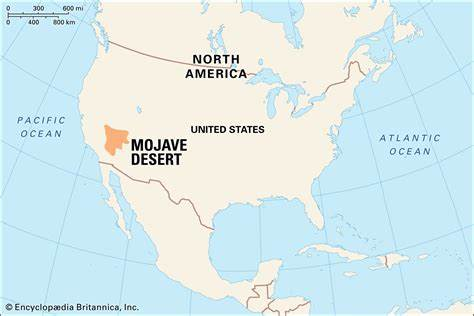 0 300 600 mi
0 400 800 km
NORTH
AMERICA
PACIFIC
OCEAN
UNITED STATES
ATLANTIC
OCEAN
MOJAVE
DESERT
© Encyclopædia Britannica, Inc.